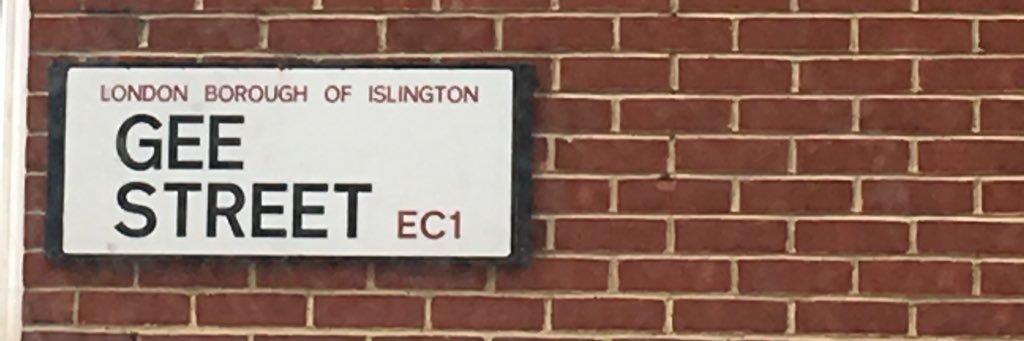 LONDON BOROUGH OF ISLINGTON
GEE
STREET EC1